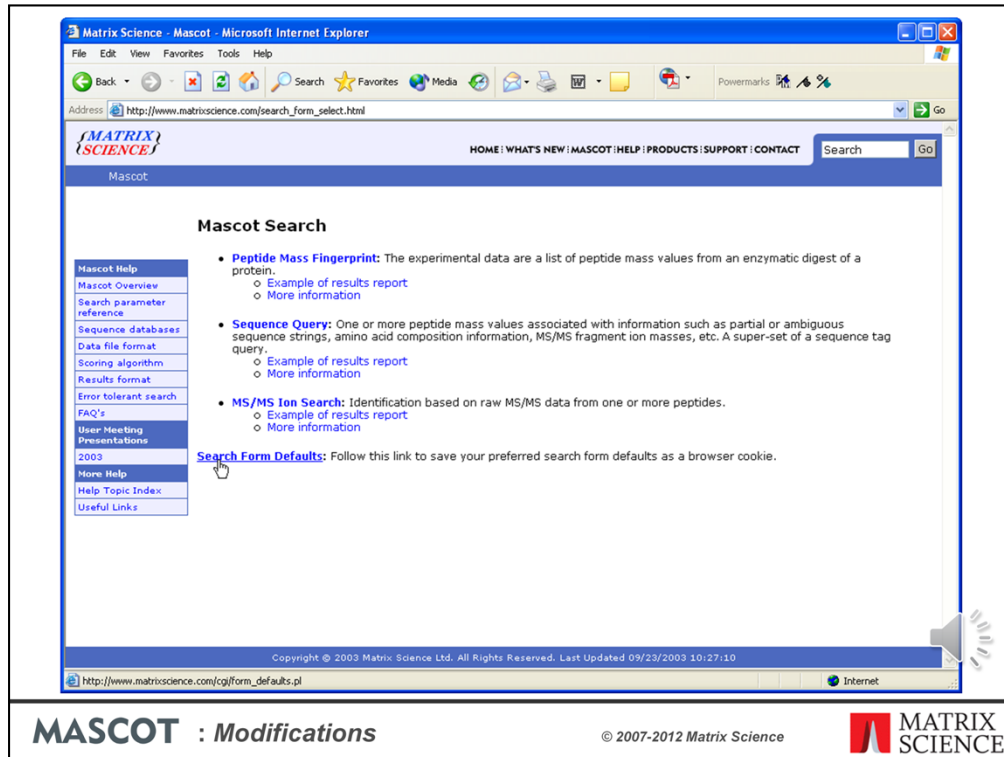 Matrix Science - Mascot - Microsoft Internet Explorer
File Edit View Favorites Tools Help
Back Search Favorites Media Powermarks
Address http://www.matrixscience.com/search_form_select.html Go
{MATRIX
SCIENCE}
HOME : WHAT'S NEW : MASCOT : HELP : PRODUCTS : SUPPORT : CONTACT Search Go
Mascot
Mascot Search
Mascot Help
Mascot Overview
Search parameter
reference
Sequence databases
Data file format
Scoring algorithm
Results format
Error tolerant search
FAQ's
User Meeting
Presentations
2003
More Help
Help Topic Index
Useful Links
• Peptide Mass Fingerprint: The experimental data are a list of peptide mass values from an enzymatic digest of a
protein.
o Example of results report
o More information
• Sequence Query: One or more peptide mass values associated with information such as partial or ambiguous
sequence strings, amino acid composition information, MS/MS fragment ion masses, etc. A super-set of a sequence tag
query.
o Example of results report
o More information
• MS/MS Ion Search: Identification based on raw MS/MS data from one or more peptides.
o Example of results report
o More information
Search Form Defaults: Follow this link to save your preferred search form defaults as a browser cookie.
Copyright © 2003 Matrix Science Ltd. All Rights Reserved. Last Updated 09/23/2003 10:27:10
http://www.matrixscience.com/cgi/form_defaults.pl Internet
MASCOT : Modifications © 2007-2012 Matrix Science MATRIX
SCIENCE